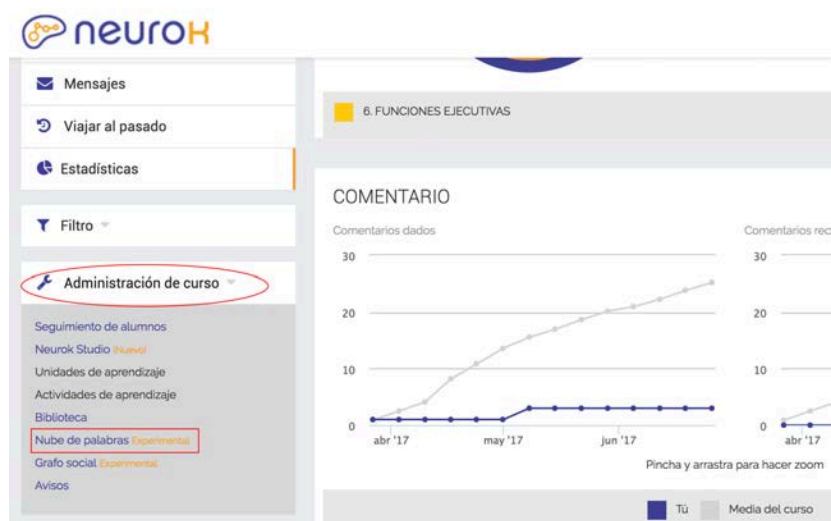 neurok
Mensajes
Viajar al pasado
Estadísticas
Filtro
Administración de curso
Seguimiento de alumnos
Neurok Studio ¡Nuevo!
Unidades de aprendizaje
Actividades de aprendizaje
Biblioteca
Nube de palabras Experimental
Grafo social Experimental
Avisos
6. FUNCIONES EJECUTIVAS
COMENTARIO
Comentarios dados
30
20
10
0
abr '17 may '17 jun '17
Comentarios rec
30
20
10
0
abr '17
Pincha y arrastra para hacer zoom
Tú Media del curso